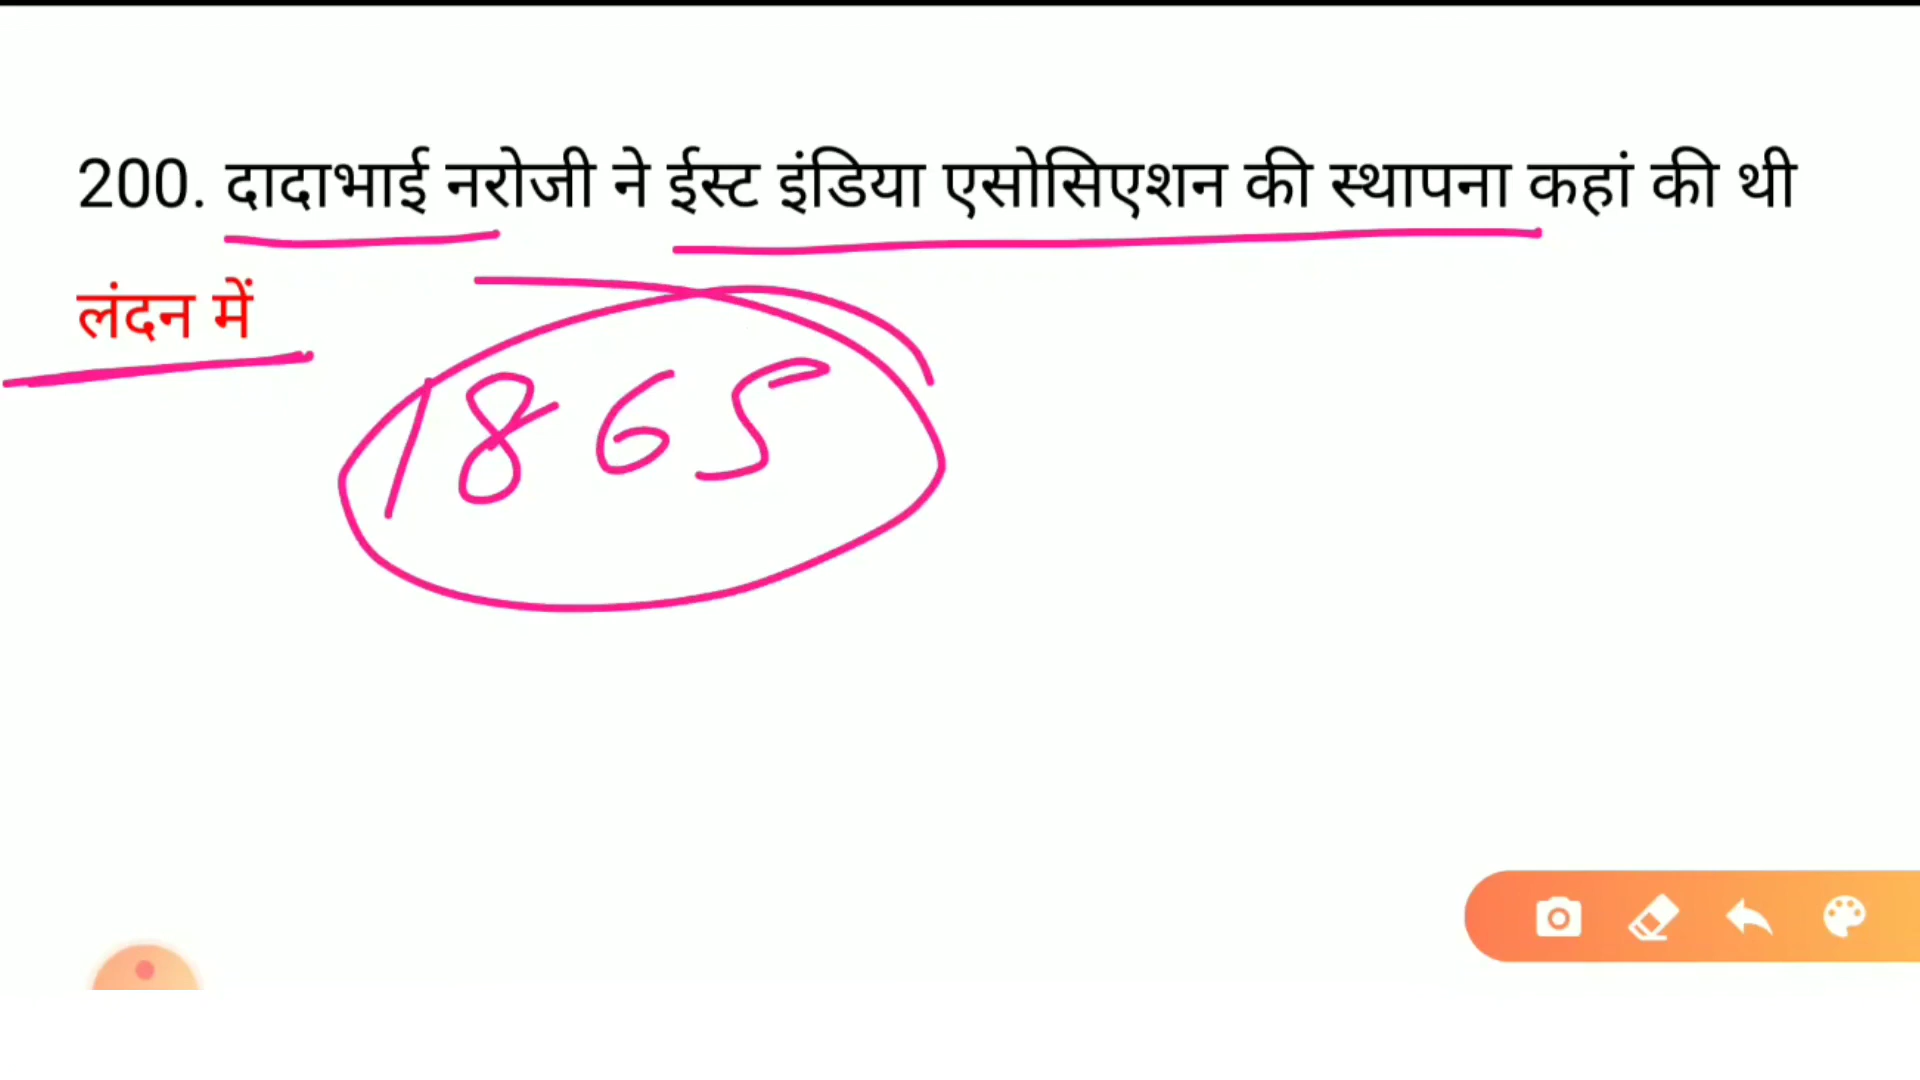 200. दादाभाई नरोजी ने ईस्ट इंडिया एसोसिएशन की स्थापना कहां की थी
लंदन में
1865